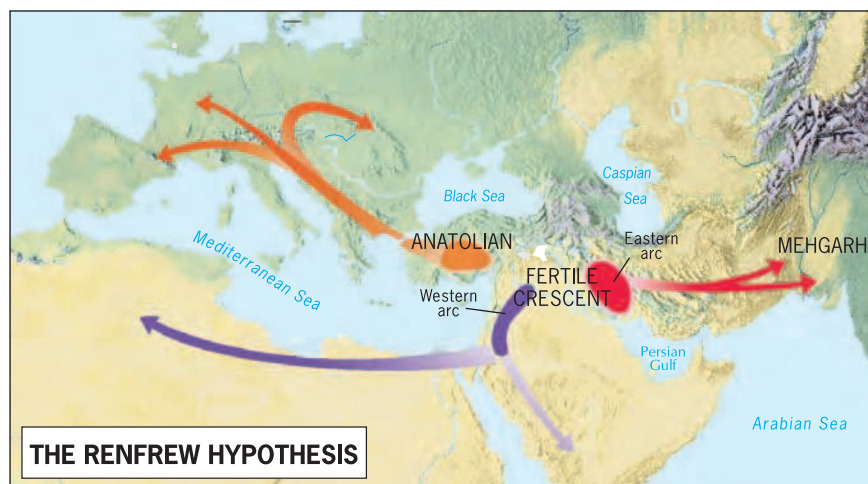 Caspian
Sea
Black Sea
ANATOLIAN
Eastern
arc
MEHGARH
Mediterranean Sea
Western
arc
FERTILE
CRESCENT
Persian
Gulf
Arabian Sea
THE RENFREW HYPOTHESIS